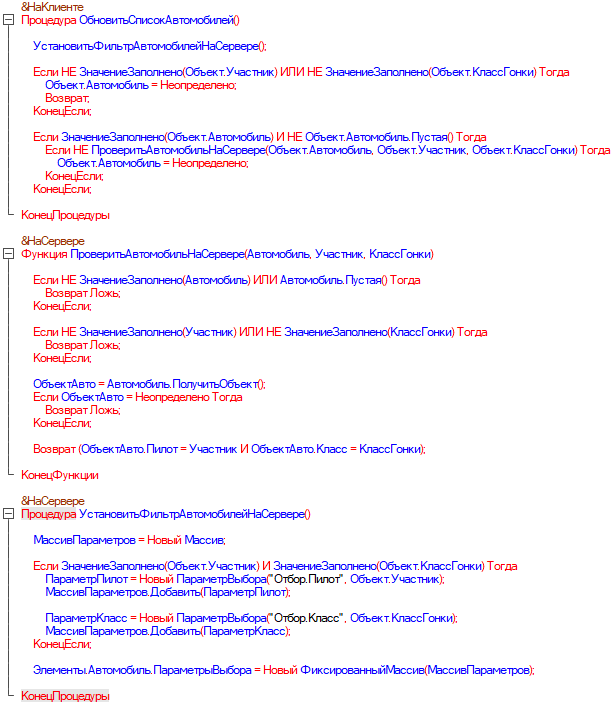 &НаКлиенте
Процедура ОбновитьСписокАвтомобилей()
УстановитьФильтрАвтомобилейНаСервере();
Если НЕ ЗначениеЗаполнено(Объект.Участник) ИЛИ НЕ ЗначениеЗаполнено(Объект.КлассГонки) Тогда
Объект.Автомобиль = Неопределено;
Возврат;
КонецЕсли;
Если ЗначениеЗаполнено(Объект.Автомобиль) И НЕ Объект.Автомобиль.Пустая() Тогда
Если НЕ ПроверитьАвтомобильНаСервере(Объект.Автомобиль, Объект.Участник, Объект.КлассГонки) Тогда
Объект.Автомобиль = Неопределено;
КонецЕсли;
КонецЕсли;
КонецПроцедуры
&НаСервере
Функция ПроверитьАвтомобильНаСервере(Автомобиль, Участник, КлассГонки)
Если НЕ ЗначениеЗаполнено(Автомобиль) ИЛИ Автомобиль.Пустая() Тогда
Возврат Ложь;
КонецЕсли;
Если НЕ ЗначениеЗаполнено(Участник) ИЛИ НЕ ЗначениеЗаполнено(КлассГонки) Тогда
Возврат Ложь;
КонецЕсли;
ОбъектАвто = Автомобиль.ПолучитьОбъект();
Если ОбъектАвто = Неопределено Тогда
Возврат Ложь;
КонецЕсли;
Возврат (ОбъектАвто.Пилот = Участник И ОбъектАвто.Класс = КлассГонки);
КонецФункции
&НаСервере
Процедура УстановитьФильтрАвтомобилейНаСервере()
МассивПараметров = Новый Массив;
Если ЗначениеЗаполнено(Объект.Участник) И ЗначениеЗаполнено(Объект.КлассГонки) Тогда
ПараметрПилот = Новый ПараметрВыбора("Отбор.Пилот", Объект.Участник);
МассивПараметров.Добавить(ПараметрПилот);
ПараметрКласс = Новый ПараметрВыбора("Отбор.Класс", Объект.КлассГонки);
МассивПараметров.Добавить(ПараметрКласс);
КонецЕсли;
Элементы.Автомобиль.ПараметрыВыбора = Новый ФиксированныйМассив(МассивПараметров);
КонецПроцедуры